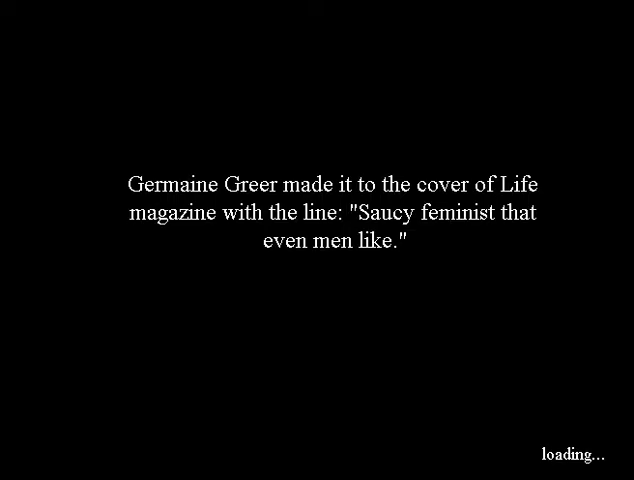 Germaine Greer made it to the cover of Life
magazine with the line: "Saucy feminist that
even men like."
loading...